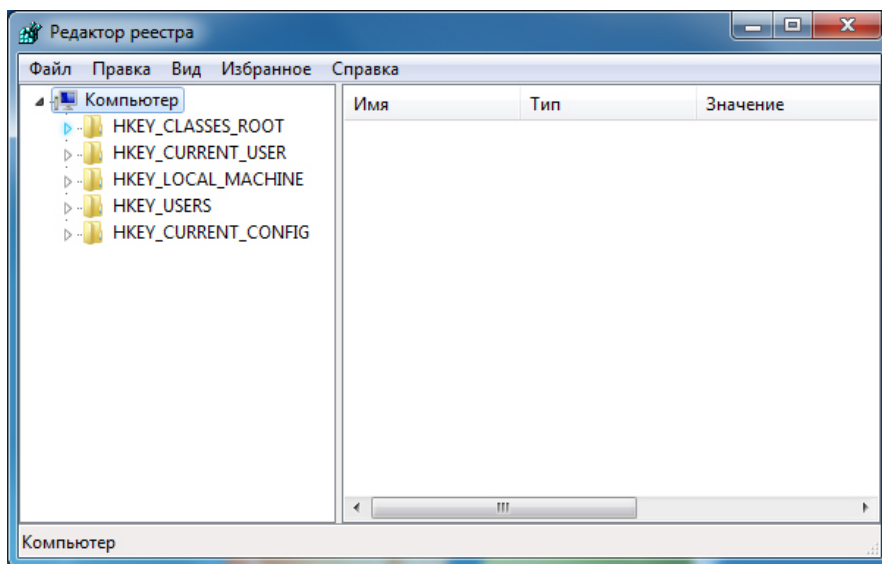 Редактор реестра
Файл Правка Вид Избранное Справка
Компьютер
HKEY_CLASSES_ROOT
HKEY_CURRENT_USER
HKEY_LOCAL_MACHINE
HKEY_USERS
HKEY_CURRENT_CONFIG
Имя Тип Значение
Компьютер